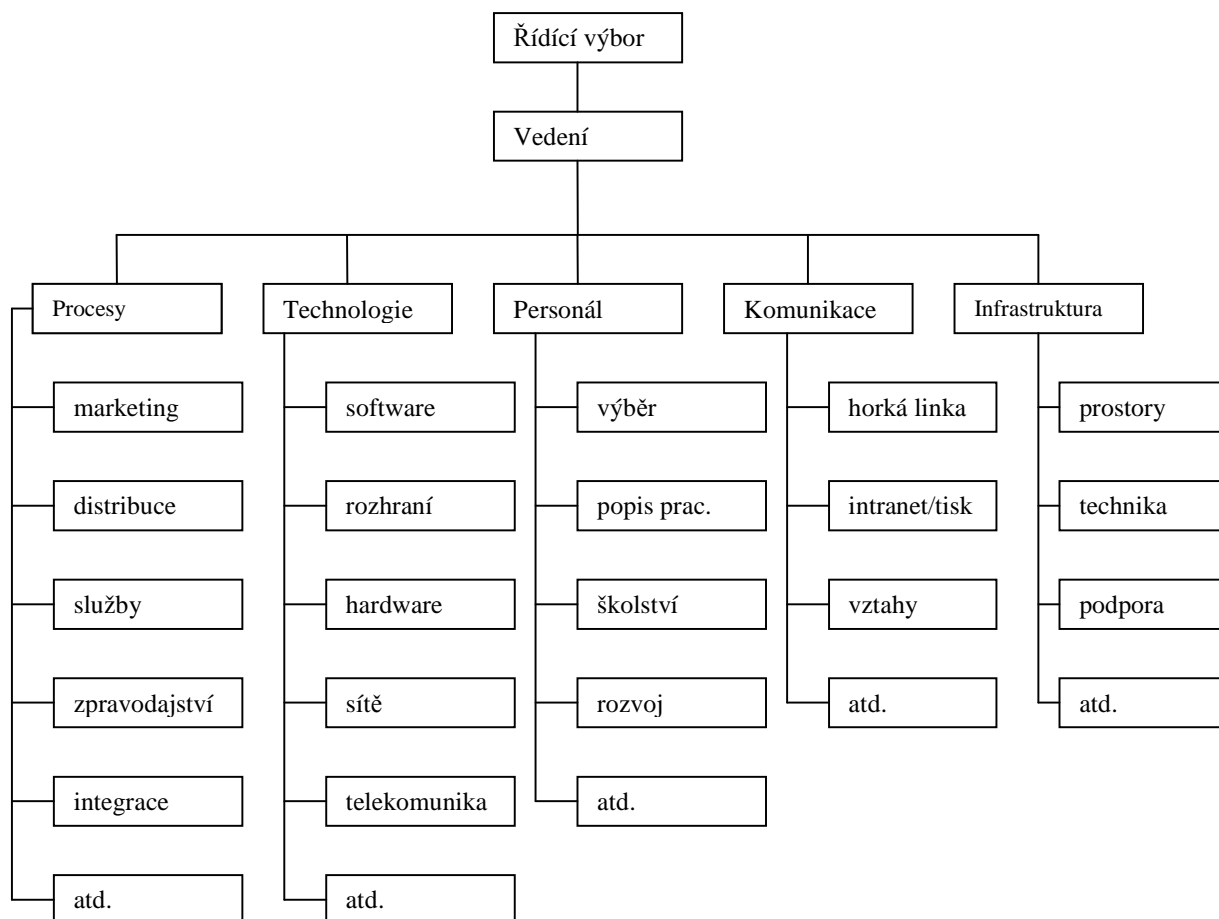 Řídící výbor
Vedení
Procesy
Technologie
Personál
Komunikace
Infrastruktura
marketing
software
výběr
horká linka
prostory
distribuce
rozhraní
popis prac.
intranet/tisk
technika
služby
hardware
školství
vztahy
podpora
zpravodajství
sítě
rozvoj
atd.
atd.
integrace
telekomunika
atd.
atd.
atd.